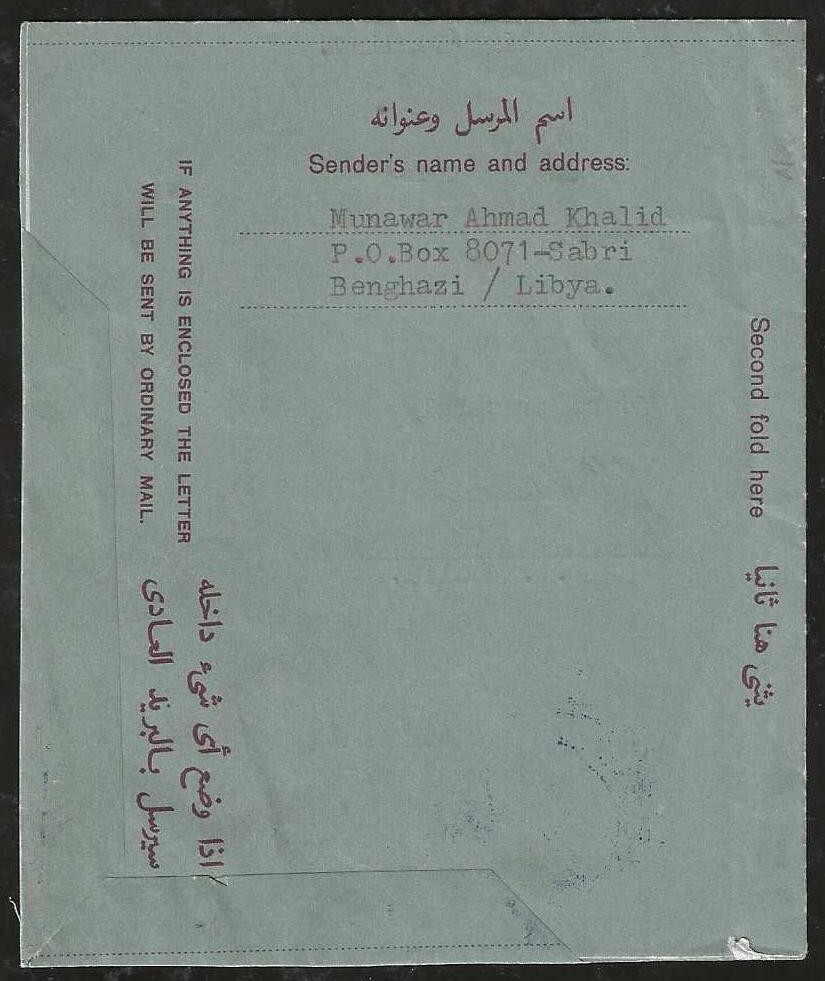 اسم المرسل وعنوانه
Sender's name and address:
Munawar Ahmad Khalid
P.O.Box 8071-Sabri
Benghazi / Libya.
IF ANYTHING IS ENCLOSED THE LETTER
WILL BE SENT BY ORDINARY MAIL.
اذا وضع أى شىء داخله
سيرسل بالبريد العادى
Second fold here
يثنى هنا ثانيا